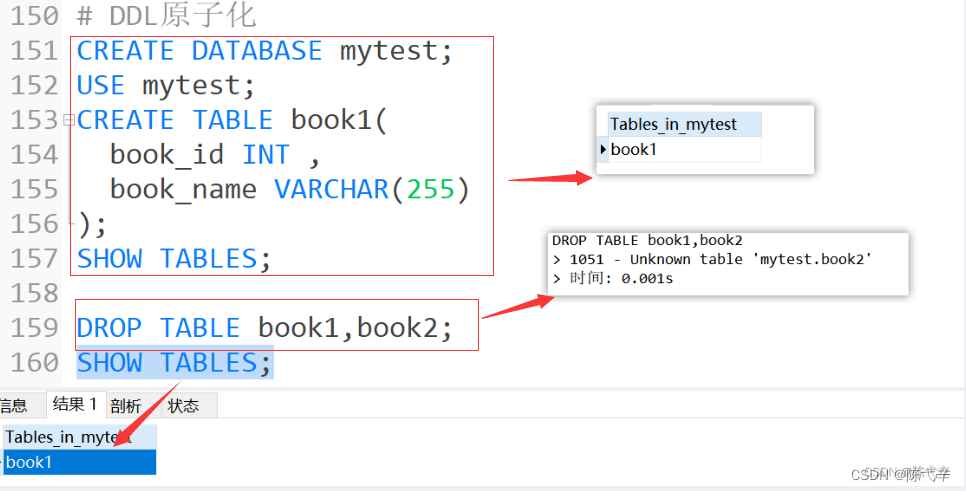 150 # DDL原子化
151 CREATE DATABASE mytest;
152 USE mytest;
153 CREATE TABLE book1(
154 book_id INT ,
155 book_name VARCHAR(255)
156 );
157 SHOW TABLES;
158
159 DROP TABLE book1,book2;
160 SHOW TABLES;
Tables_in_mytest
book1
DROP TABLE book1,book2
> 1051 - Unknown table 'mytest.book2'
> 时间: 0.001s
信息 结果 1 剖析 状态
Tables_in_mytest
book1
CSDN @陈弋